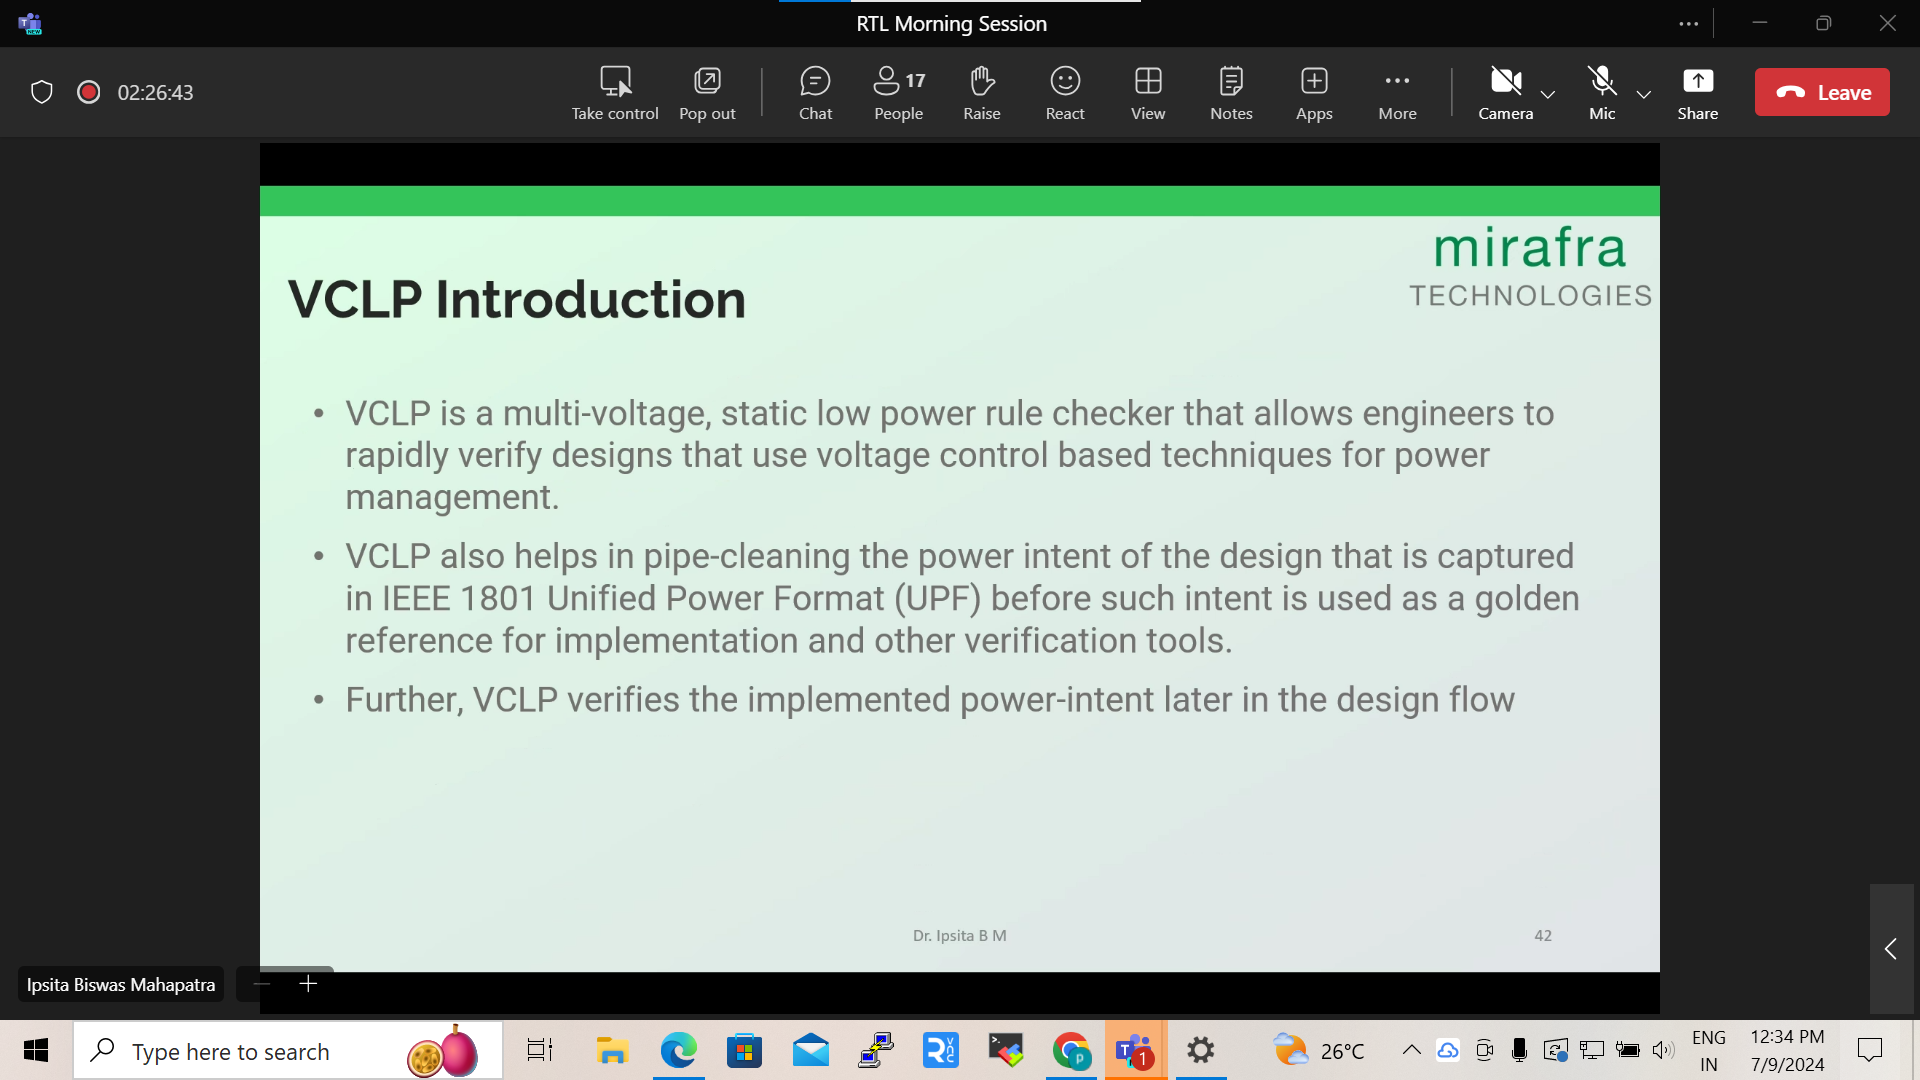 RTL Morning Session
02:26:43
Take control
Pop out
Chat
17
People
Raise
React
View
Notes
Apps
More
Camera
Mic
Share
Leave
mirafra
TECHNOLOGIES
VCLP Introduction
• VCLP is a multi-voltage, static low power rule checker that allows engineers to
rapidly verify designs that use voltage control based techniques for power
management.
• VCLP also helps in pipe-cleaning the power intent of the design that is captured
in IEEE 1801 Unified Power Format (UPF) before such intent is used as a golden
reference for implementation and other verification tools.
• Further, VCLP verifies the implemented power-intent later in the design flow
Dr. Ipsita B M
42
Ipsita Biswas Mahapatra
Type here to search
26°C
ENG
IN
12:34 PM
7/9/2024